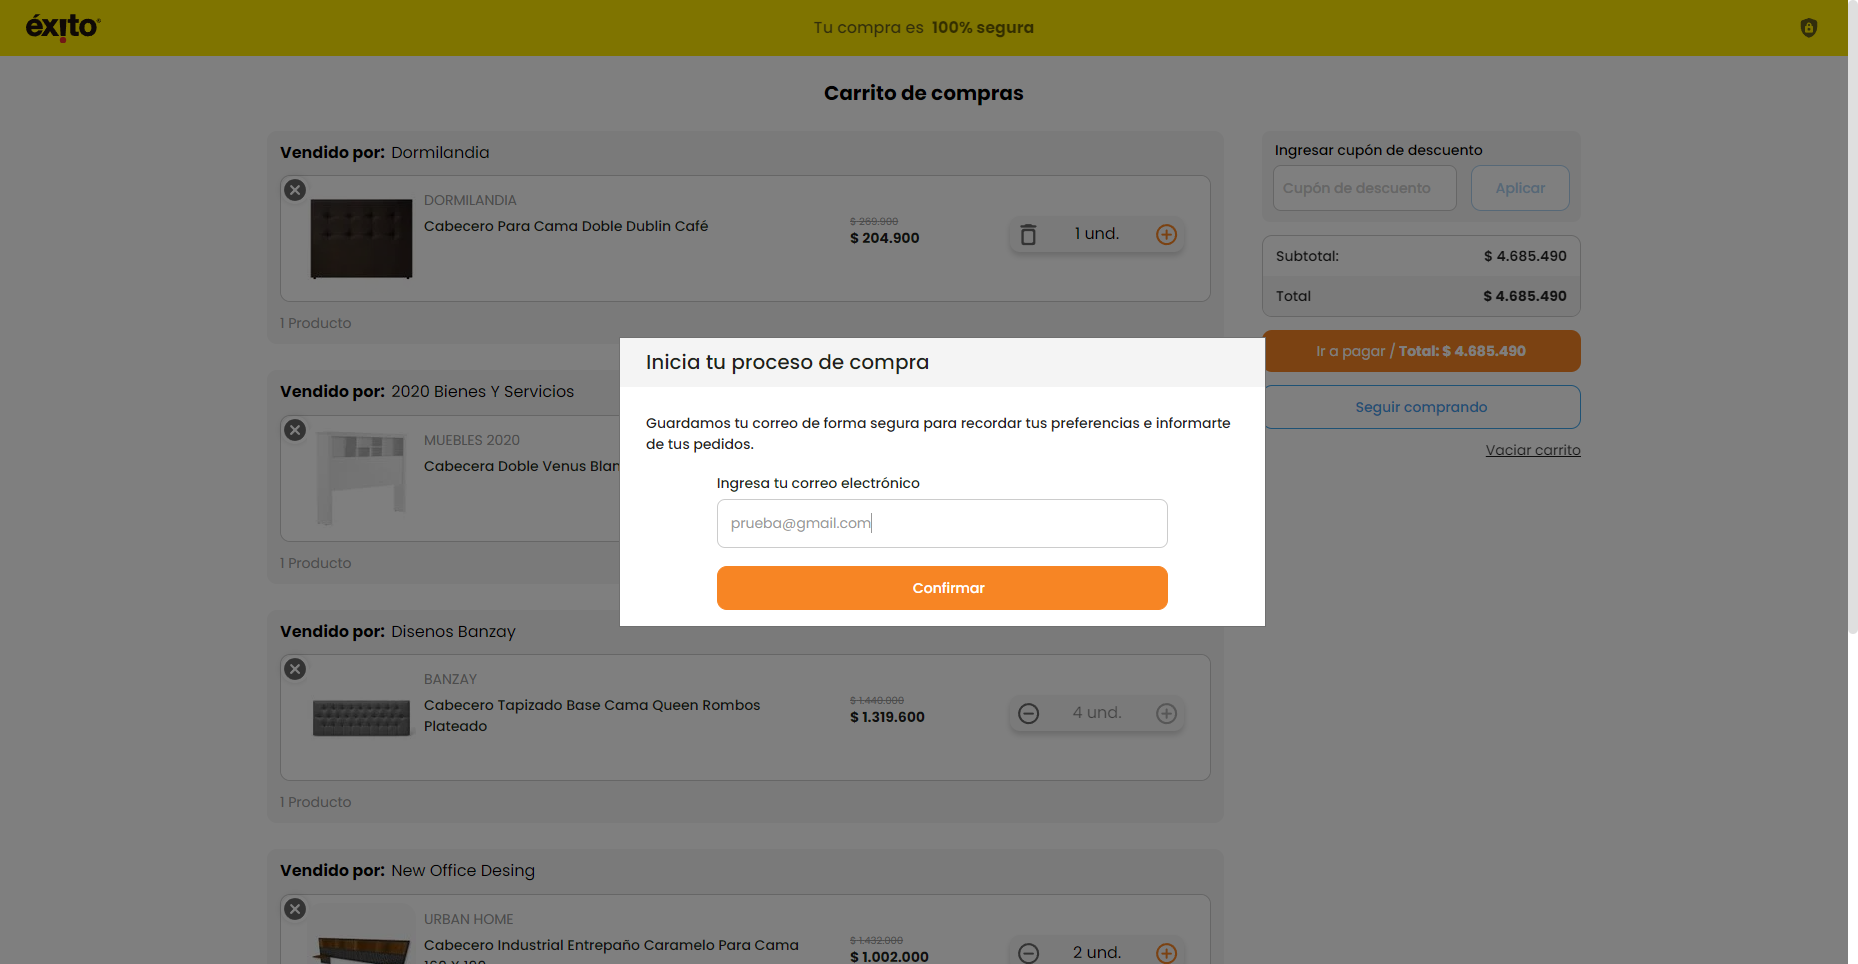 éxito
Tu compra es 100% segura
Carrito de compras
Vendido por: Dormilandia
DORMILANDIA
Cabecero Para Cama Doble Dublin Café
$ 269.900
$ 204.900
1 und.
1 Producto
Ingresar cupón de descuento
Cupón de descuento
Aplicar
Subtotal: $ 4.685.490
Total $ 4.685.490
Ir a pagar / Total: $ 4.685.490
Seguir comprando
Vaciar carrito
Inicia tu proceso de compra
Guardamos tu correo de forma segura para recordar tus preferencias e informarte
de tus pedidos.
Ingresa tu correo electrónico
prueba@gmail.com
Confirmar
Vendido por: 2020 Bienes Y Servicios
MUEBLES 2020
Cabecera Doble Venus Blan
1 Producto
Vendido por: Disenos Banzay
BANZAY
Cabecero Tapizado Base Cama Queen Rombos
Plateado
$ 1.319.600
4 und.
1 Producto
Vendido por: New Office Desing
URBAN HOME
Cabecero Industrial Entrepaño Caramelo Para Cama
$ 1.432.000
$ 1.002.000
2 und.